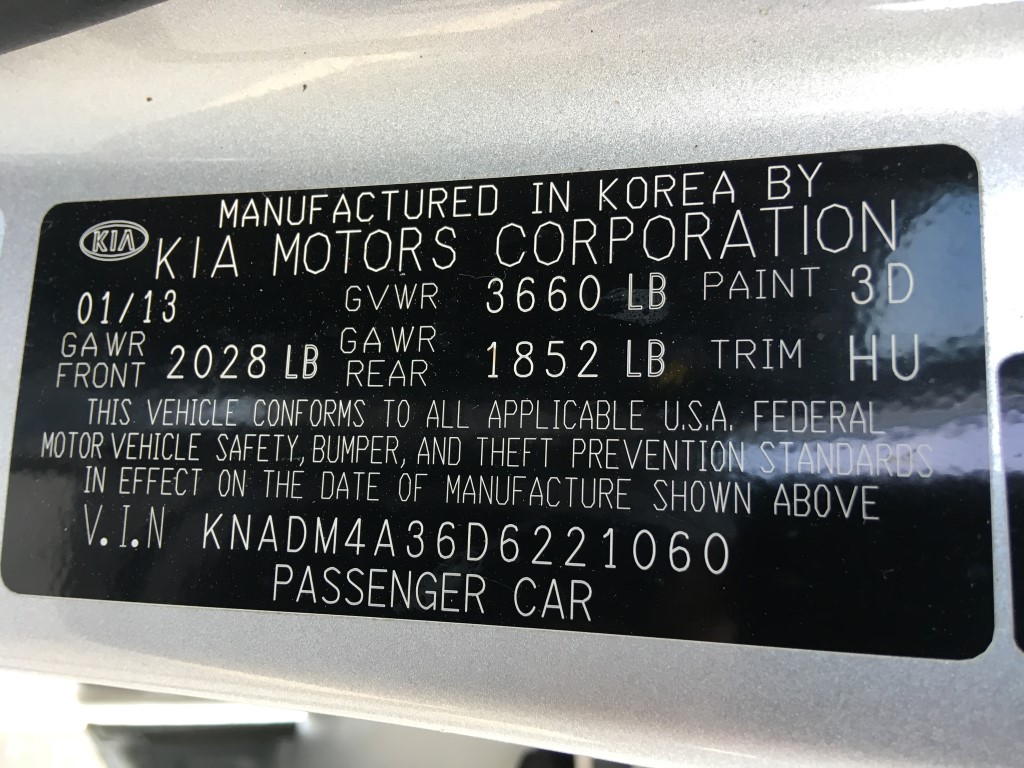 MANUFACTURED IN KOREA BY
KIA KIA MOTORS CORPORATION
01/13 GVWR 3660 LB PAINT 3D
GAWR FRONT 2028 LB GAWR REAR 1852 LB TRIM HU
THIS VEHICLE CONFORMS TO ALL APPLICABLE U.S.A. FEDERAL
MOTOR VEHICLE SAFETY, BUMPER, AND THEFT PREVENTION STANDARDS
IN EFFECT ON THE DATE OF MANUFACTURE SHOWN ABOVE
V.I.N KNADM4A36D6221060
PASSENGER CAR